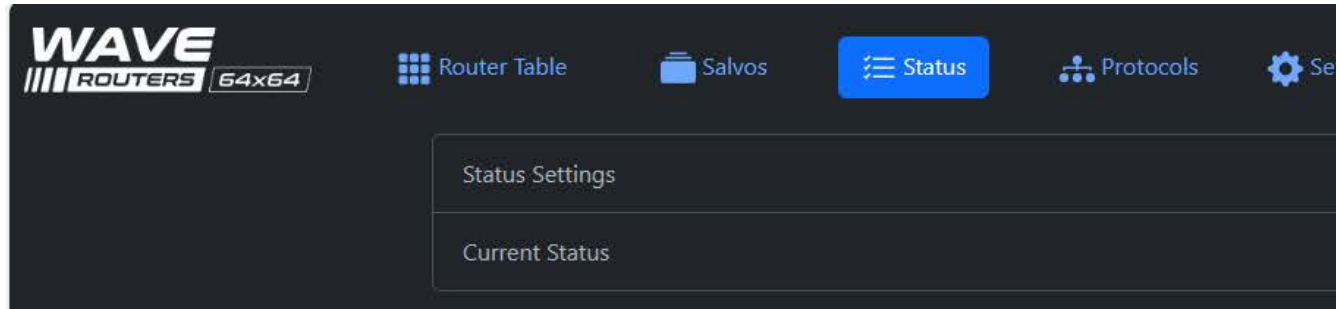 WAVE
ROUTERS 64x64
Router Table Salvos Status Protocols
Status Settings
Current Status